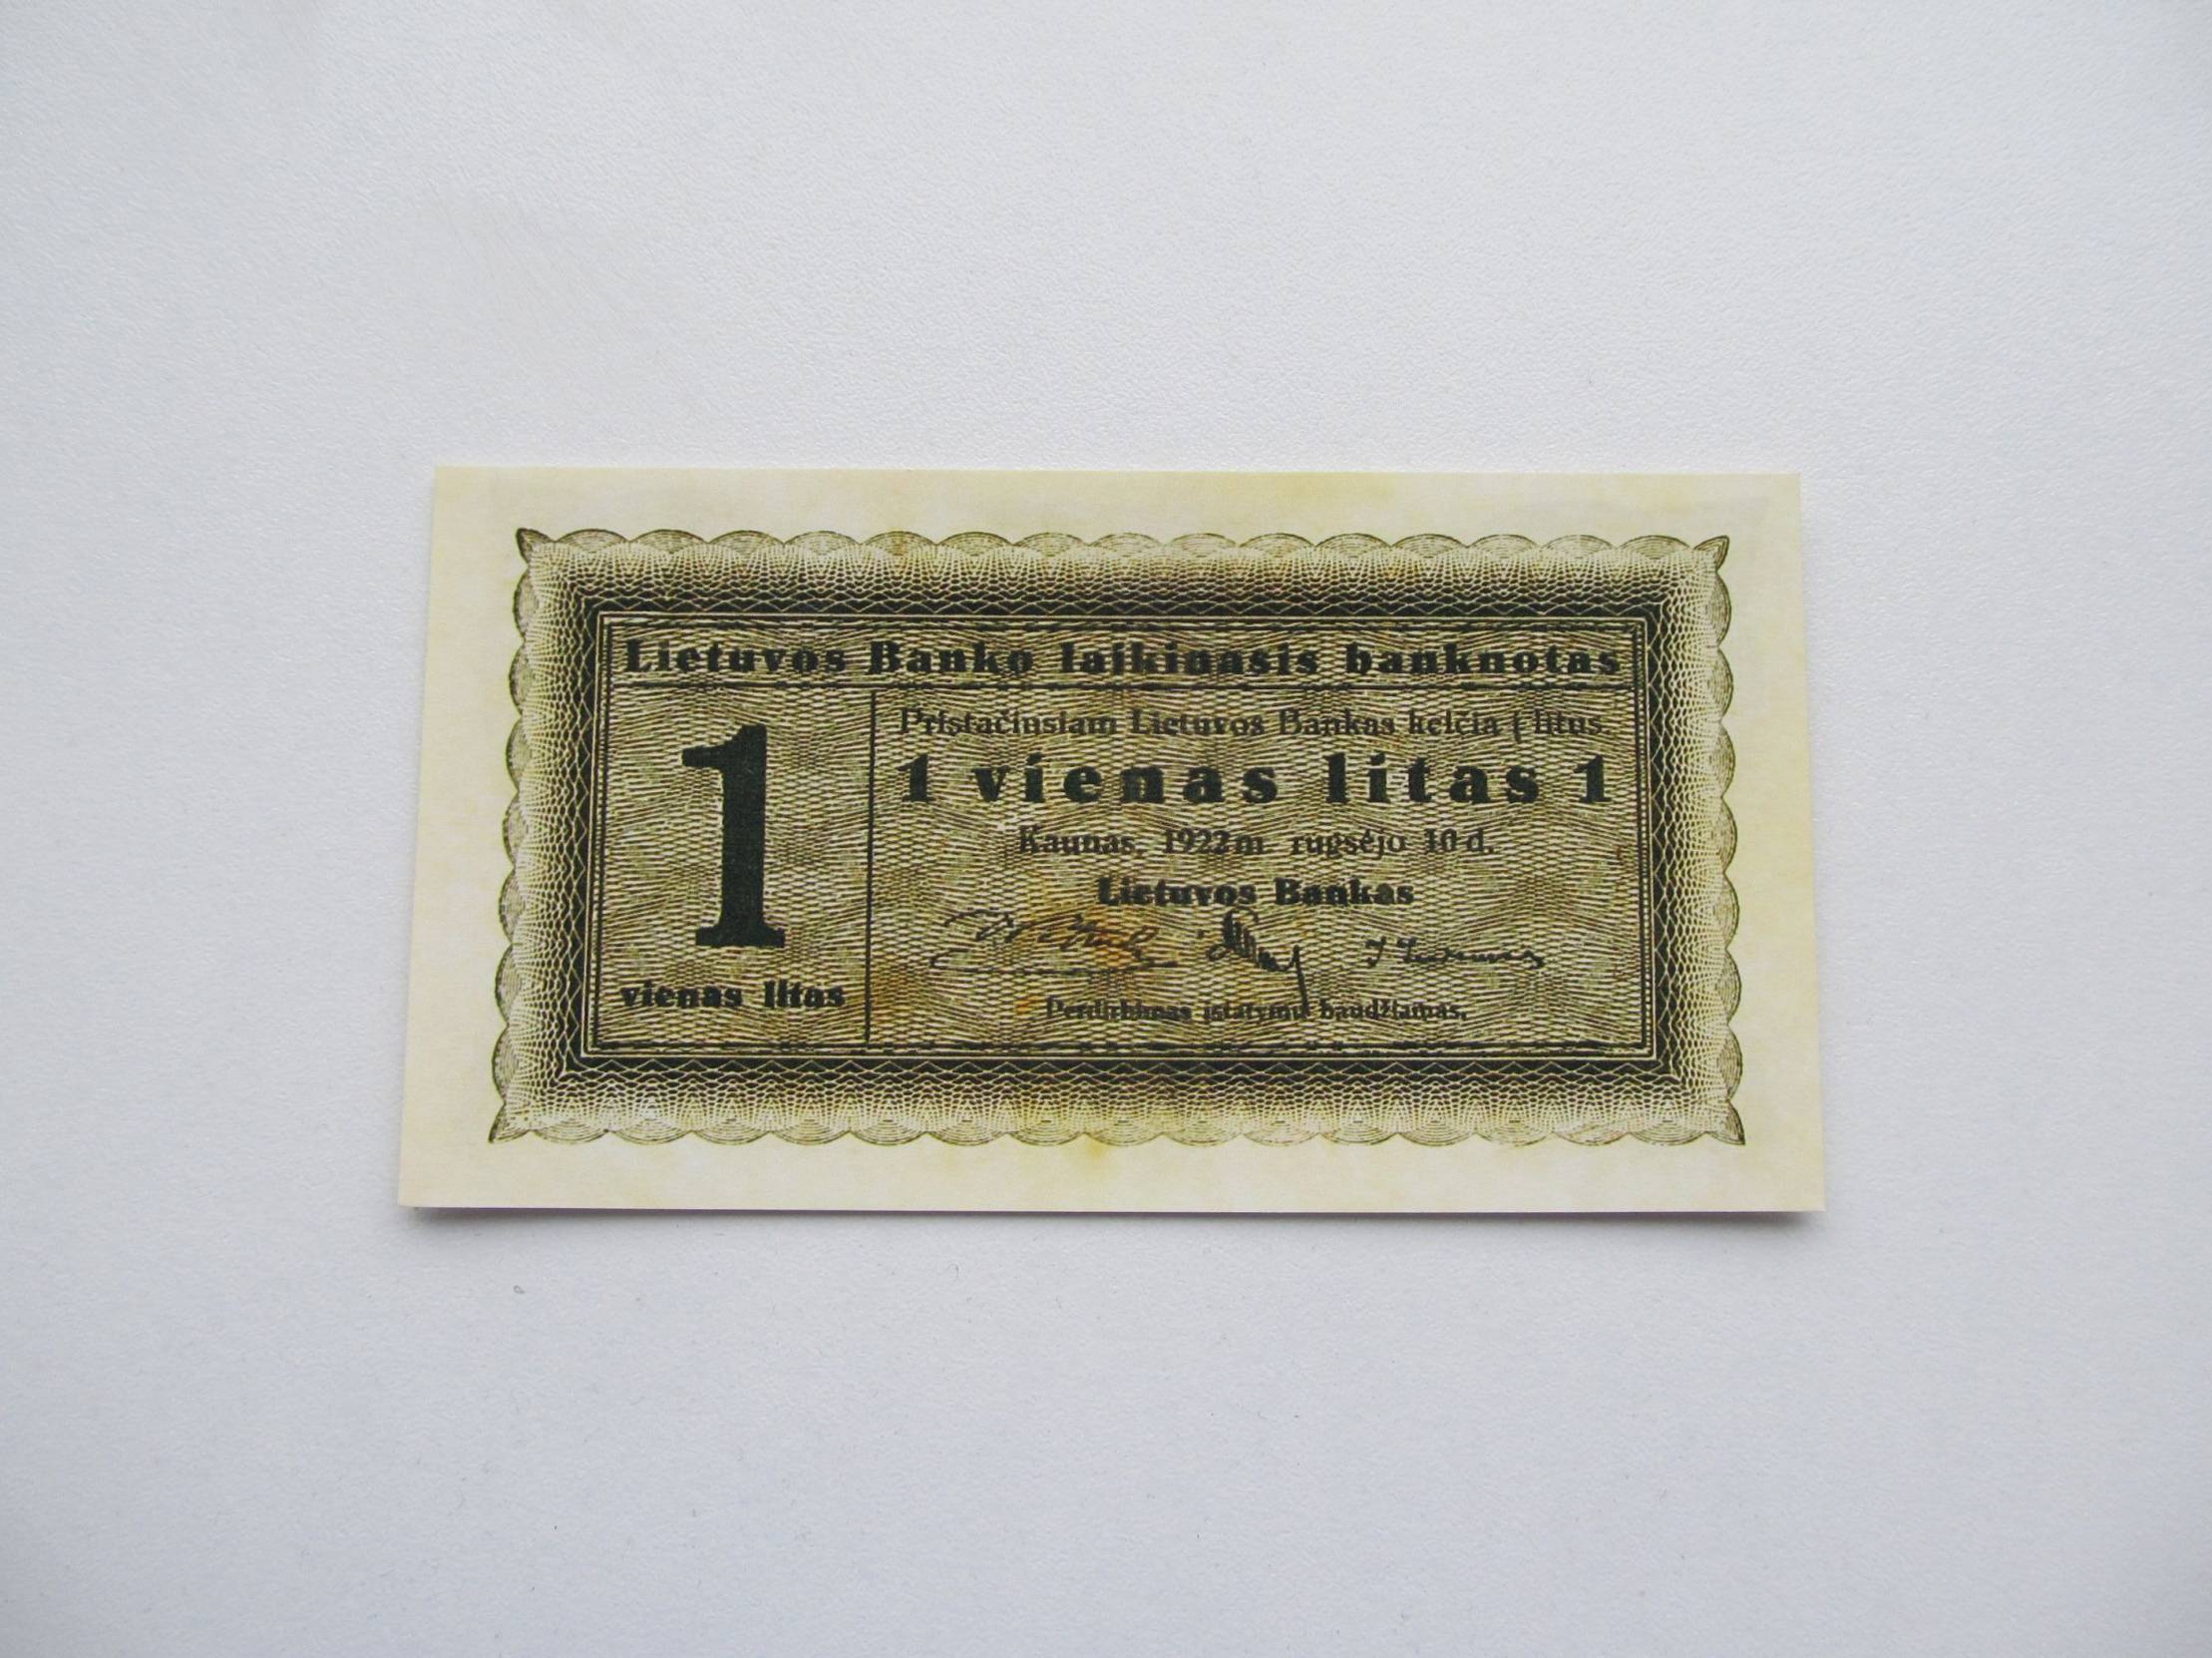 Lietuvos Banko laikinasis banknotas
1
vienas litas
Pristačiusiam Lietuvos Bankas keičia į litus
1 vienas litas 1
Kaunas, 1922 m. rugsėjo 10 d.
Lietuvos Bankas
Perdirbimas įstatymu baudžiamas.